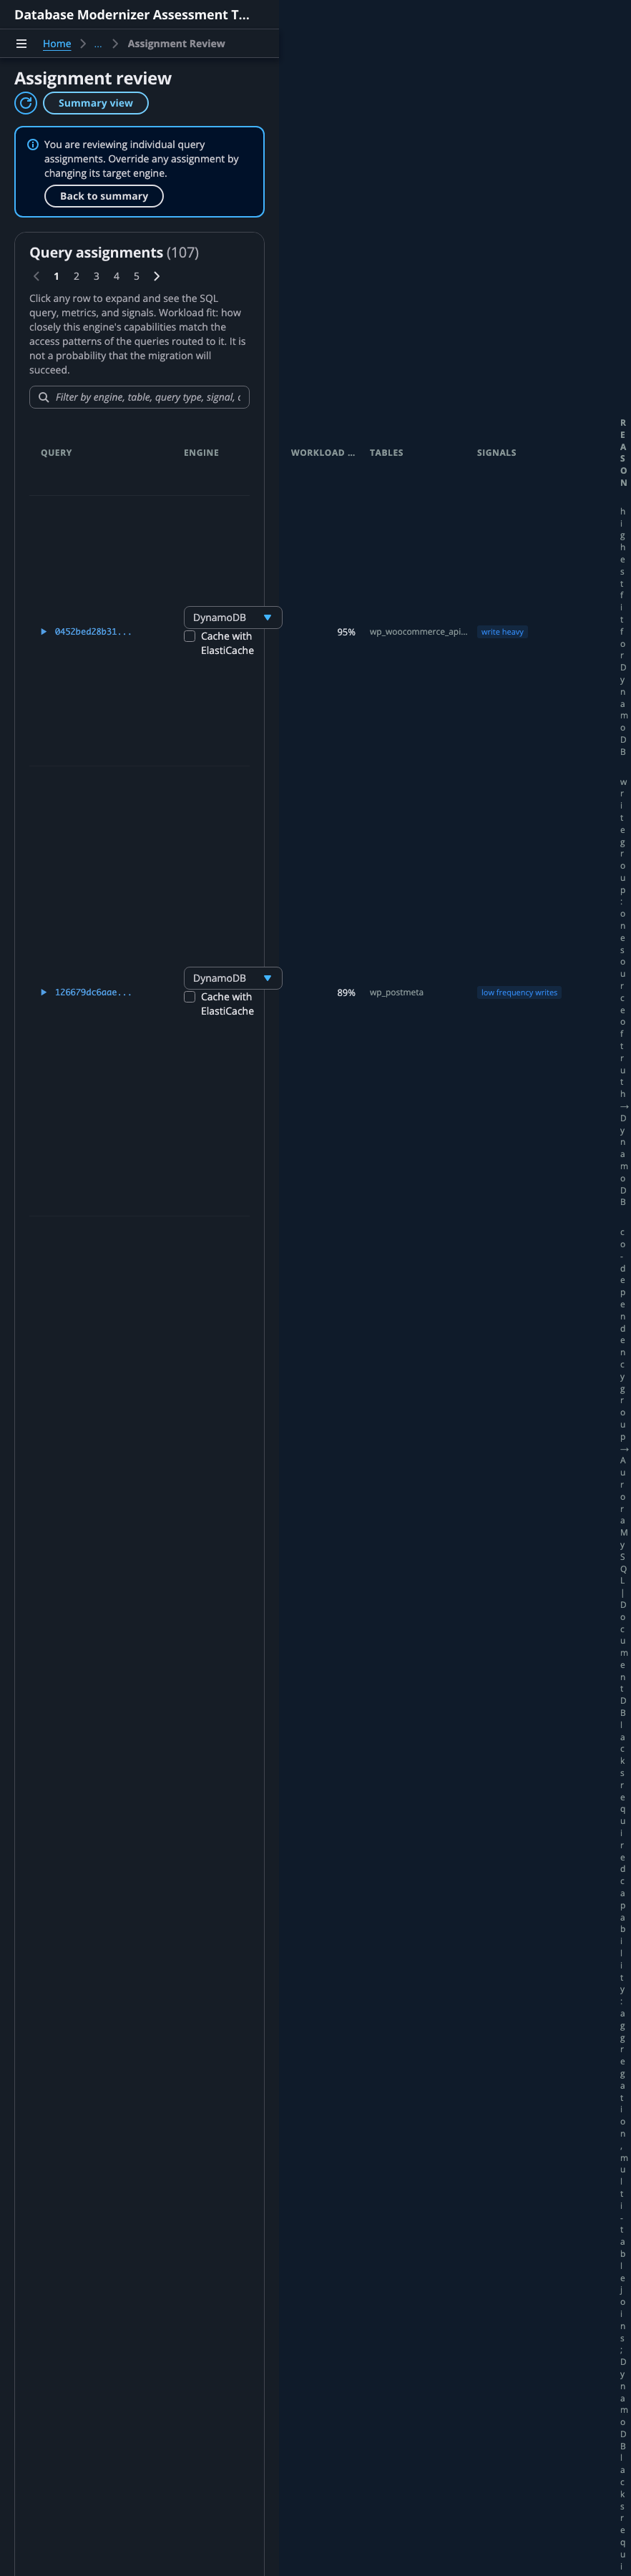 Database Modernizer Assessment T...
Home > ... > Assignment Review
Assignment review
Summary view
You are reviewing individual query
assignments. Override any assignment by
changing its target engine.
Back to summary
Query assignments (107)
1 2 3 4 5
Click any row to expand and see the SQL
query, metrics, and signals. Workload fit: how
closely this engine's capabilities match the
access patterns of the queries routed to it. It is
not a probability that the migration will
succeed.
Filter by engine, table, query type, signal, c
QUERY ENGINE WORKLOAD ... TABLES SIGNALS REASON
0452bed28b31... DynamoDB 95% wp_woocommerce_api... write heavy
Cache with
ElastiCache
highest fit for DynamoDB
126679dc6aae... DynamoDB 89% wp_postmeta low frequency writes
Cache with
ElastiCache
write group: one source of truth → DynamoDB
co-dependency group → Aurora MySQL | DocumentDB lacks required capability: aggregation, multi-table joins; DynamoDB lacks requi